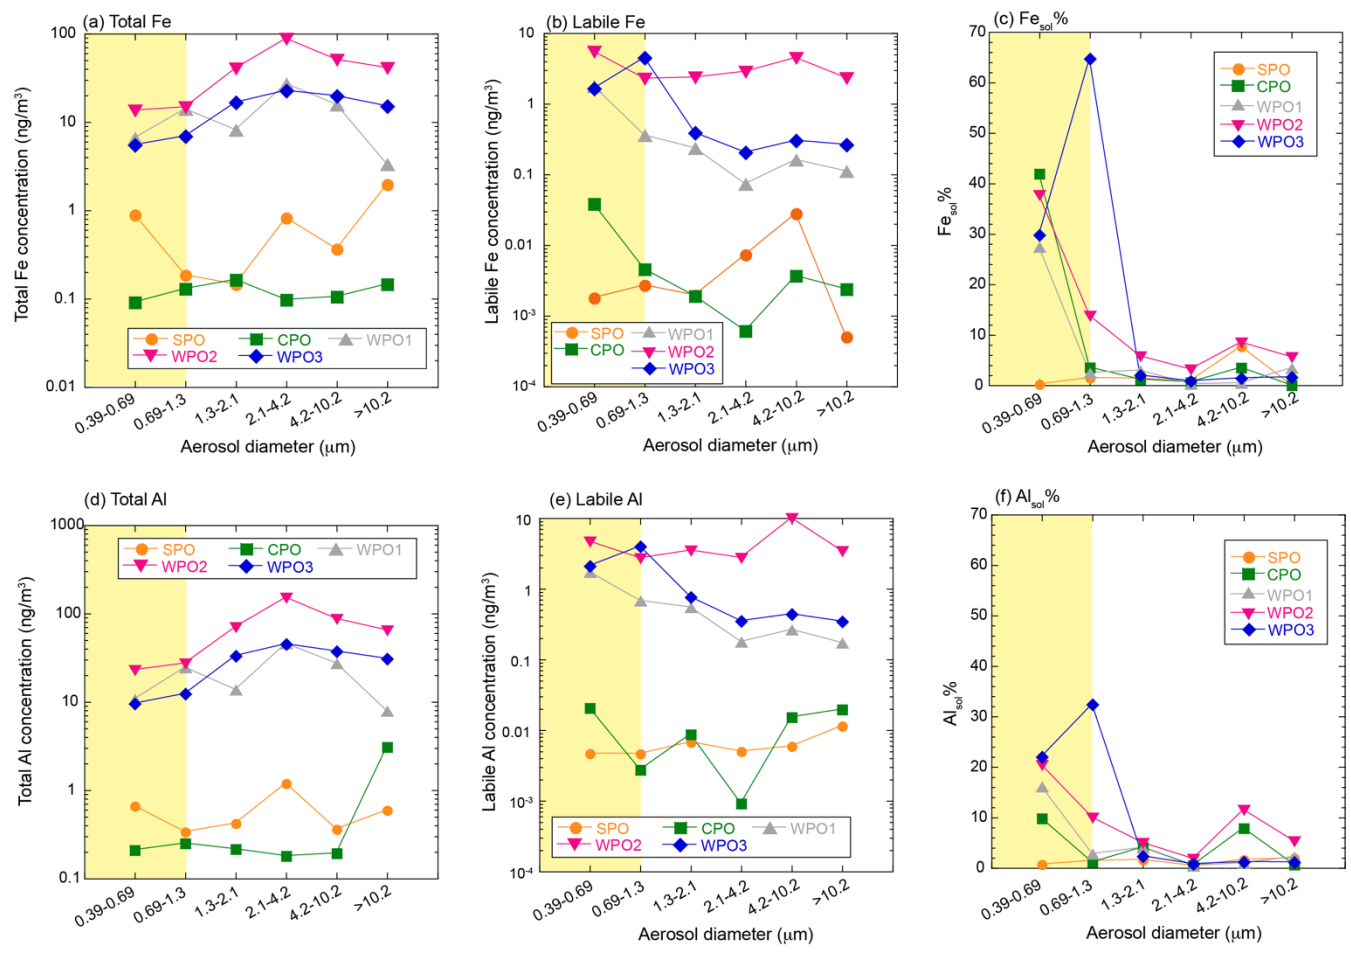 (a) Total Fe
100
10
1
0.1
0.01
Total Fe concentration (ng/m³)
SPO CPO WPO1
WPO2 WPO3
0.39-0.69 0.69-1.3 1.3-2.1 2.1-4.2 4.2-10.2 >10.2
Aerosol diameter (μm)
(b) Labile Fe
10
1
0.1
0.01
10⁻³
10⁻⁴
Labile Fe concentration (ng/m³)
SPO WPO1
CPO WPO2
WPO3
0.39-0.69 0.69-1.3 1.3-2.1 2.1-4.2 4.2-10.2 >10.2
Aerosol diameter (μm)
(c) Fe_sol%
70
60
50
40
30
20
10
0
Fe_sol%
SPO
CPO
WPO1
WPO2
WPO3
0.39-0.69 0.69-1.3 1.3-2.1 2.1-4.2 4.2-10.2 >10.2
Aerosol diameter (μm)
(d) Total Al
1000
100
10
1
0.1
Total Al concentration (ng/m³)
SPO CPO WPO1
WPO2 WPO3
0.39-0.69 0.69-1.3 1.3-2.1 2.1-4.2 4.2-10.2 >10.2
Aerosol diameter (μm)
(e) Labile Al
10
1
0.1
0.01
10⁻³
10⁻⁴
Labile Al concentration (ng/m³)
SPO CPO WPO1
WPO2 WPO3
0.39-0.69 0.69-1.3 1.3-2.1 2.1-4.2 4.2-10.2 >10.2
Aerosol diameter (μm)
(f) Al_sol%
70
60
50
40
30
20
10
0
Al_sol%
SPO
CPO
WPO1
WPO2
WPO3
0.39-0.69 0.69-1.3 1.3-2.1 2.1-4.2 4.2-10.2 >10.2
Aerosol diameter (μm)